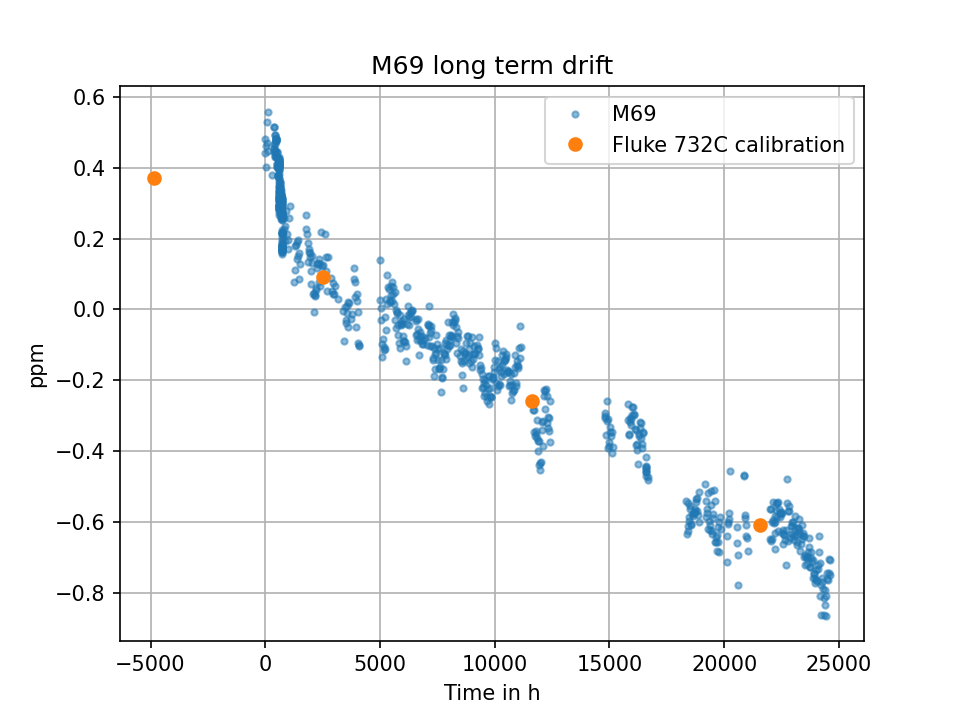 M69 long term drift
M69
Fluke 732C calibration
ppm
0.6
0.4
0.2
0.0
−0.2
−0.4
−0.6
−0.8
−5000 0 5000 10000 15000 20000 25000
Time in h